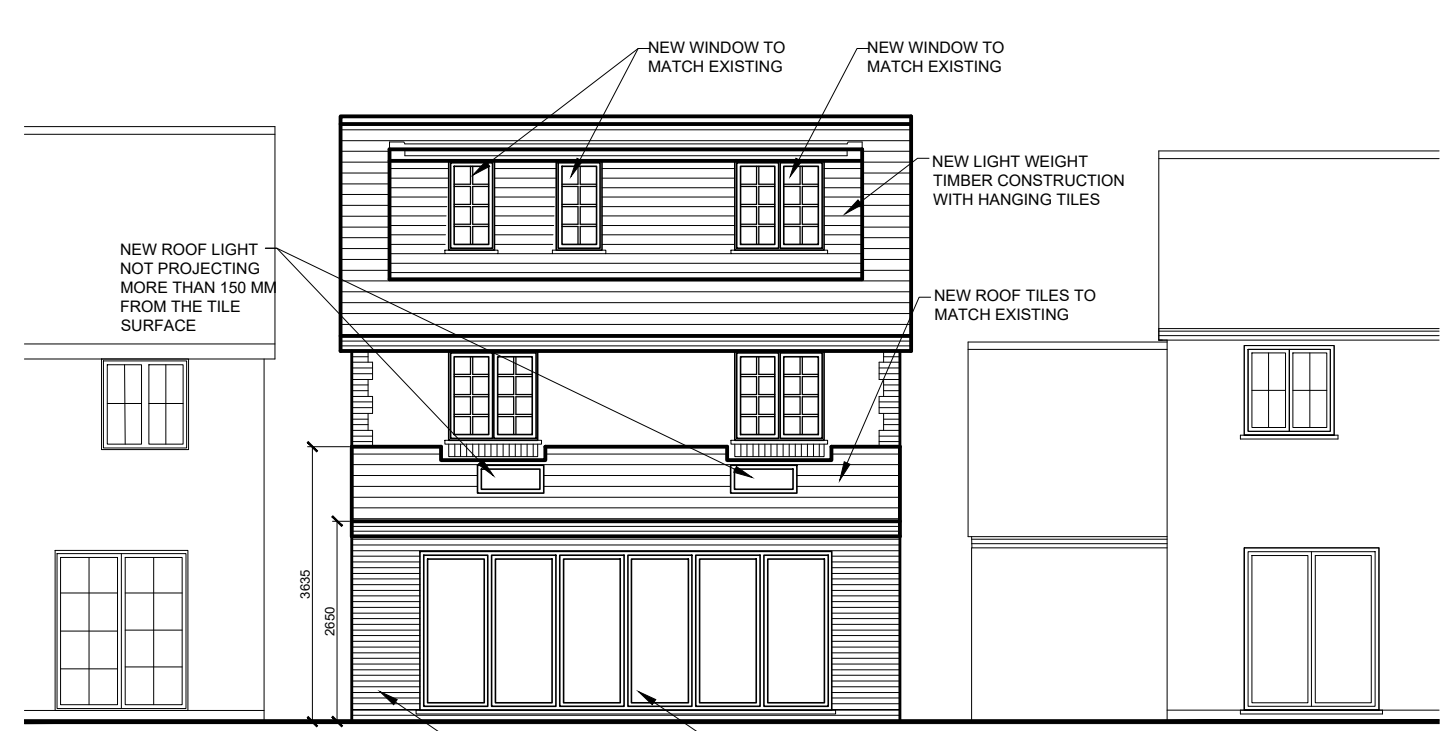 NEW WINDOW TO
MATCH EXISTING
NEW WINDOW TO
MATCH EXISTING
NEW LIGHT WEIGHT
TIMBER CONSTRUCTION
WITH HANGING TILES
NEW ROOF LIGHT
NOT PROJECTING
MORE THAN 150 MM
FROM THE TILE
SURFACE
NEW ROOF TILES TO
MATCH EXISTING
3635
2650